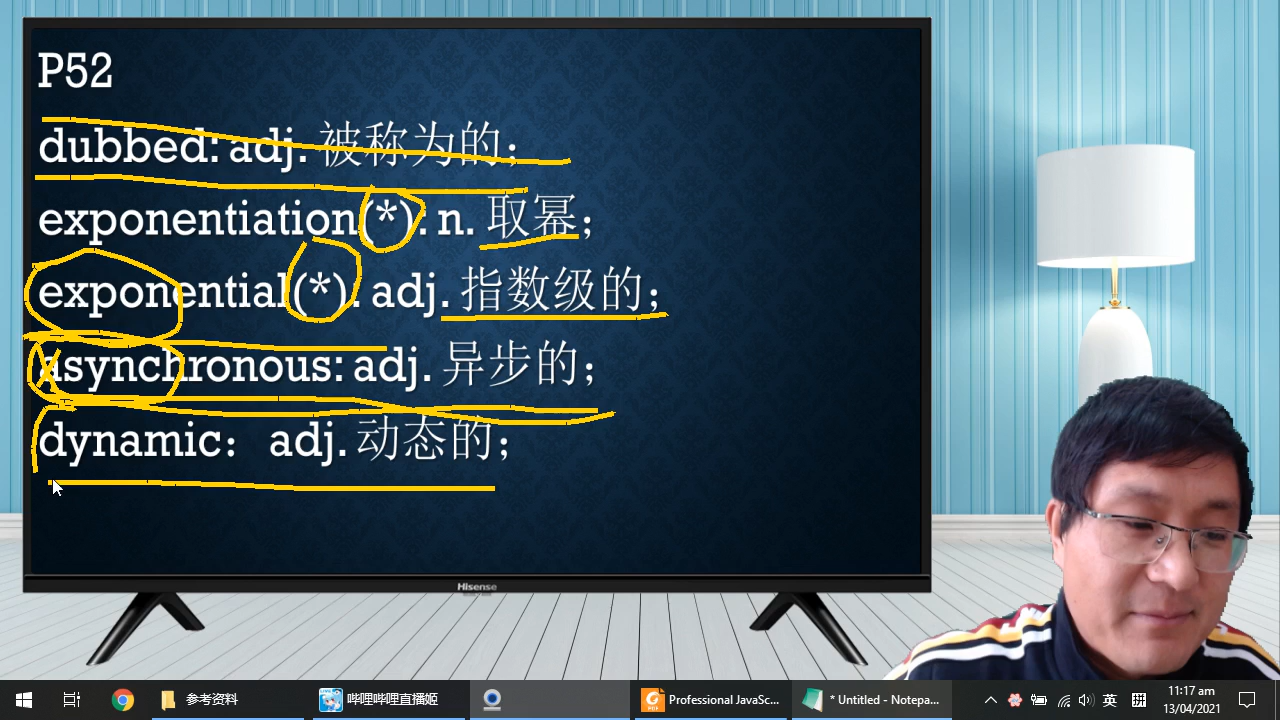 P52
dubbed: adj. 被称为的;
exponentiation(*): n. 取幂;
exponential(*): adj. 指数级的;
asynchronous: adj. 异步的;
dynamic： adj. 动态的;
Hisense
参考资料
哔哩哔哩直播姬
Professional JavaSc...
* Untitled - Notepa...
英
拼
11:17 am
13/04/2021